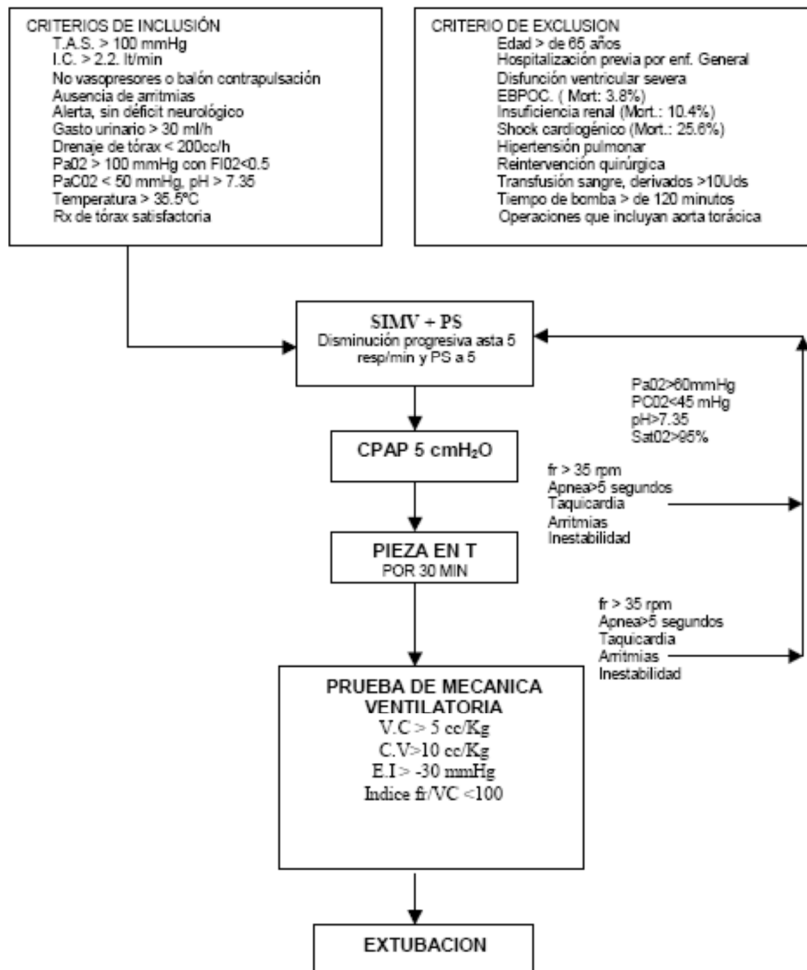 CRITERIOS DE INCLUSIÓN
T.A.S. > 100 mmHg
I.C. > 2.2. lt/min
No vasopresores o balón contrapulsación
Ausencia de arritmias
Alerta, sin déficit neurológico
Gasto urinario > 30 ml/h
Drenaje de tórax < 200cc/h
Pa02 > 100 mmHg con FI02<0.5
PaC02 < 50 mmHg, pH > 7.35
Temperatura > 35.5ºC
Rx de tórax satisfactoria
CRITERIO DE EXCLUSION
Edad > de 65 años
Hospitalización previa por enf. General
Disfunción ventricular severa
EBPOC. ( Mort: 3.8%)
Insuficiencia renal (Mort.: 10.4%)
Shock cardiogénico (Mort.: 25.6%)
Hipertensión pulmonar
Reintervención quirúrgica
Transfusión sangre, derivados >10Uds
Tiempo de bomba > de 120 minutos
Operaciones que incluyan aorta torácica
SIMV + PS
Disminución progresiva asta 5
resp/min y PS a 5
Pa02>60mmHg
PC02<45 mHg
pH>7.35
Sat02>95%
CPAP 5 cmH₂O
fr > 35 rpm
Apnea>5 segundos
Taquicardia
Arritmias
Inestabilidad
PIEZA EN T
POR 30 MIN
fr > 35 rpm
Apnea>5 segundos
Taquicardia
Arritmias
Inestabilidad
PRUEBA DE MECANICA
VENTILATORIA
V.C > 5 cc/Kg
C.V>10 cc/Kg
E.I > -30 mmHg
Indice fr/VC <100
EXTUBACION